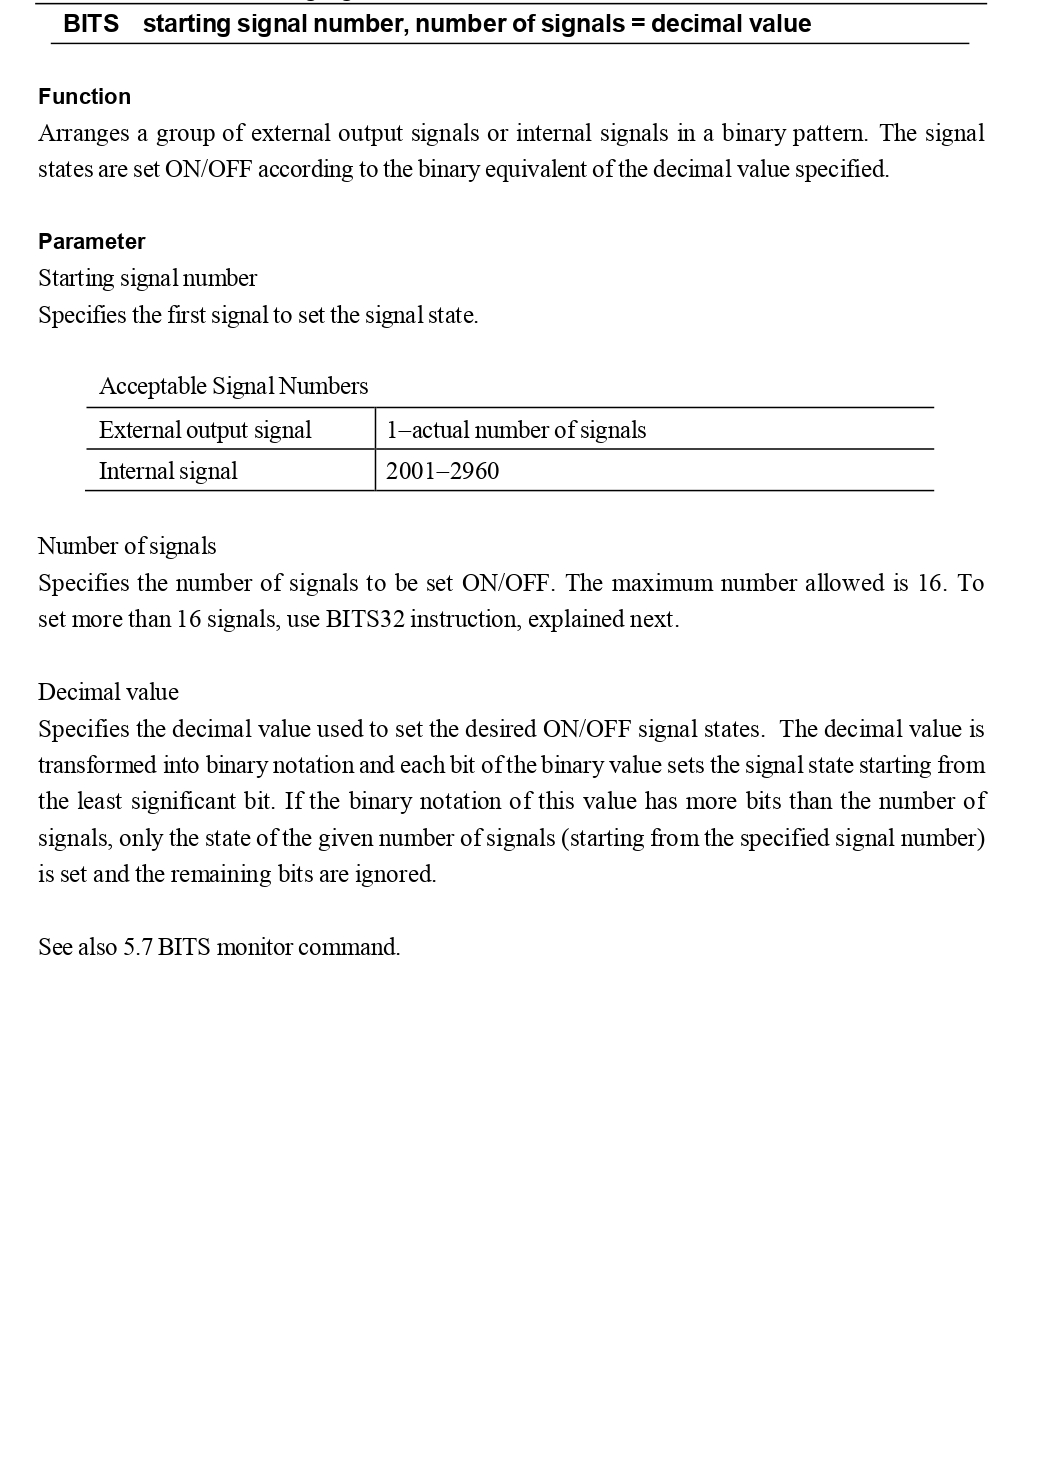 BITS starting signal number, number of signals = decimal value
Function
Arranges a group of external output signals or internal signals in a binary pattern. The signal
states are set ON/OFF according to the binary equivalent of the decimal value specified.
Parameter
Starting signal number
Specifies the first signal to set the signal state.
Acceptable Signal Numbers
External output signal 1–actual number of signals
Internal signal 2001–2960
Number of signals
Specifies the number of signals to be set ON/OFF. The maximum number allowed is 16. To
set more than 16 signals, use BITS32 instruction, explained next.
Decimal value
Specifies the decimal value used to set the desired ON/OFF signal states. The decimal value is
transformed into binary notation and each bit of the binary value sets the signal state starting from
the least significant bit. If the binary notation of this value has more bits than the number of
signals, only the state of the given number of signals (starting from the specified signal number)
is set and the remaining bits are ignored.
See also 5.7 BITS monitor command.